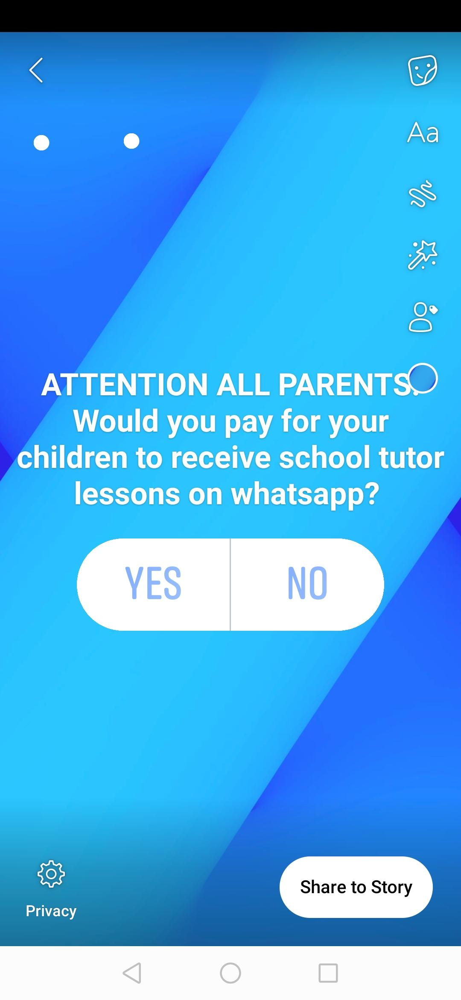 Aa
ATTENTION ALL PARENTS.
Would you pay for your
children to receive school tutor
lessons on whatsapp?
YES
NO
Share to Story
Privacy